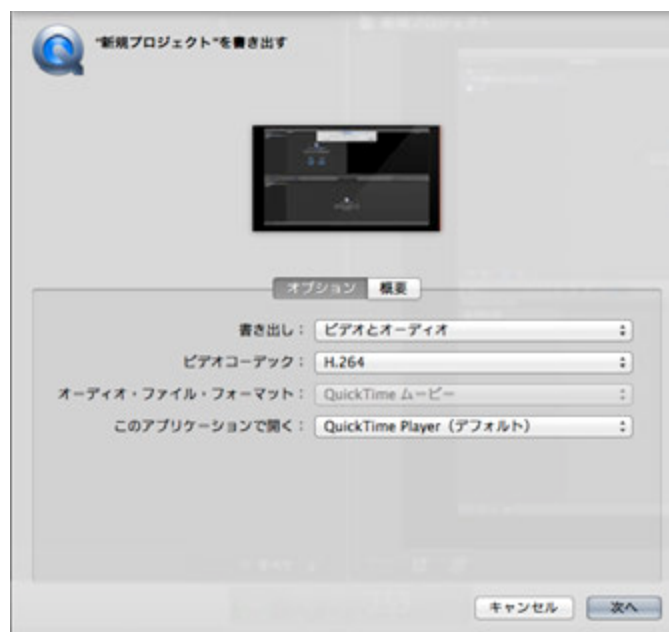 "新規プロジェクト"を書き出す
オプション 概要
書き出し： ビデオとオーディオ
ビデオコーデック： H.264
オーディオ・ファイル・フォーマット： QuickTime ムービー
このアプリケーションで開く： QuickTime Player（デフォルト）
キャンセル 次へ